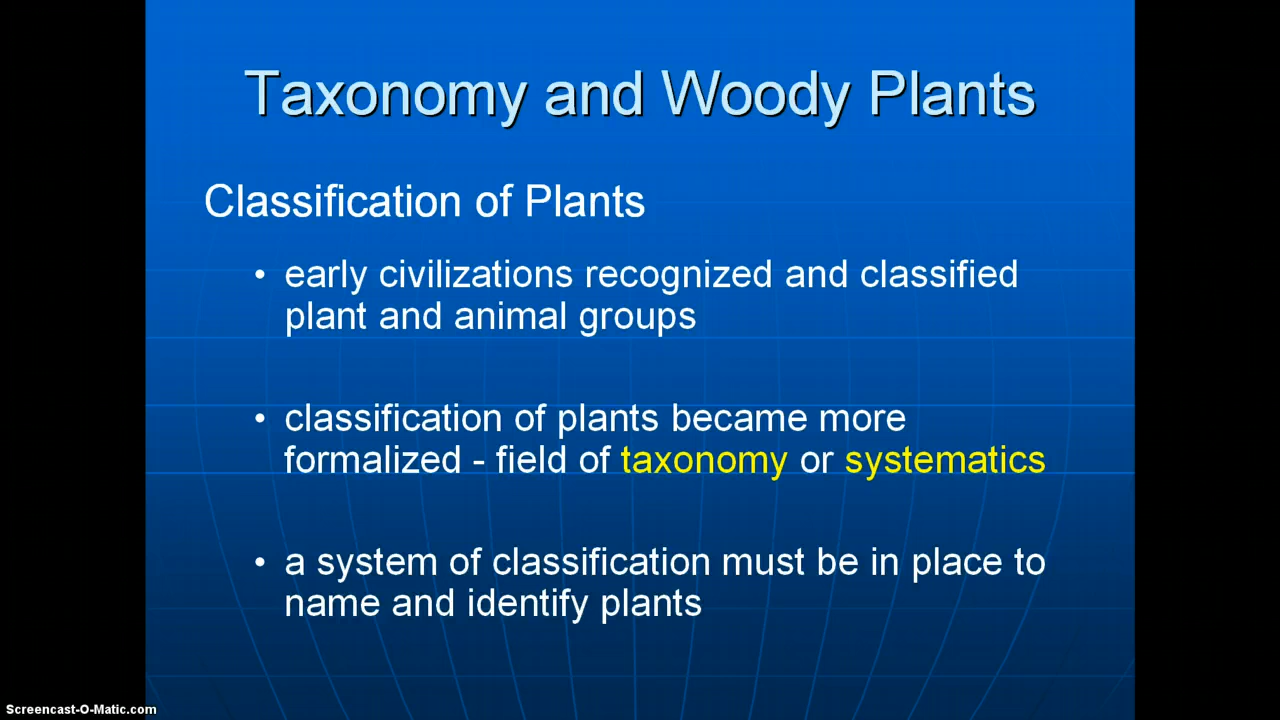 Taxonomy and Woody Plants
Classification of Plants
• early civilizations recognized and classified
plant and animal groups
• classification of plants became more
formalized - field of taxonomy or systematics
• a system of classification must be in place to
name and identify plants
Screencast-O-Matic.com